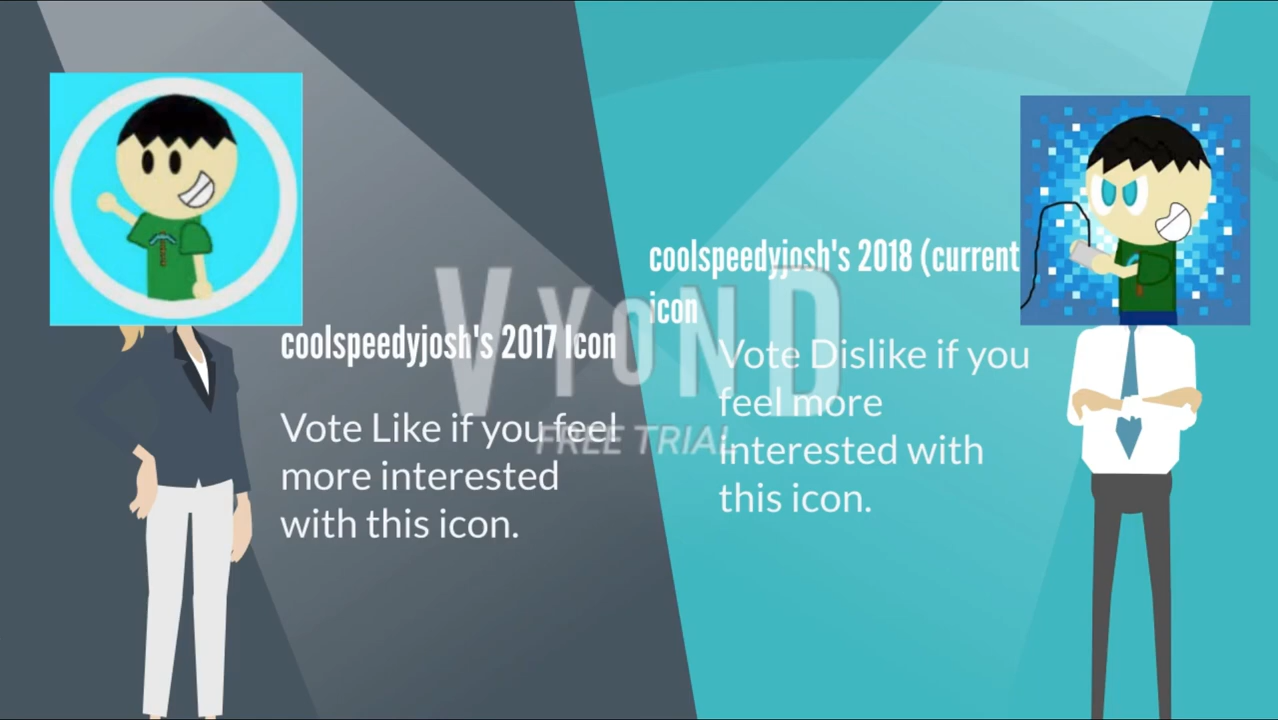 coolspeedyjosh's 2017 Icon
Vote Like if you feel
more interested
with this icon.
coolspeedyjosh's 2018 (current
icon
Vote Dislike if you
feel more
interested with
this icon.
VYOND
FREE TRIAL